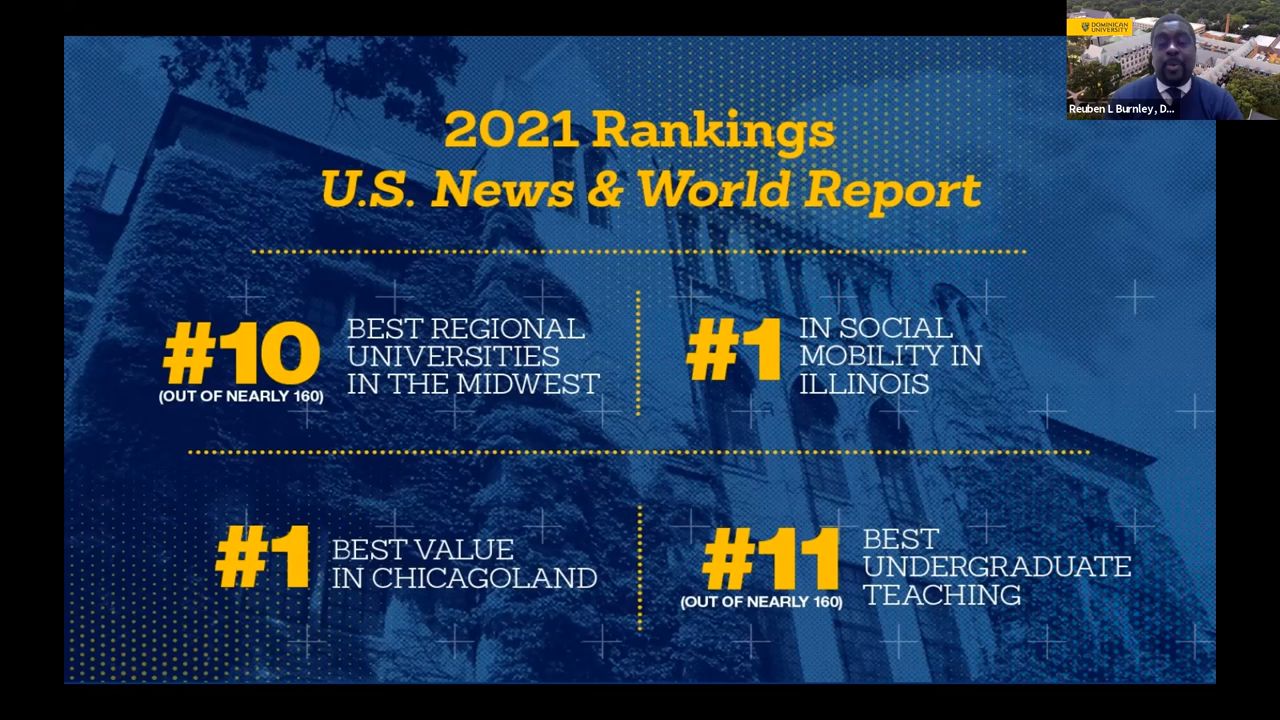 2021 Rankings
U.S. News & World Report
#10
(OUT OF NEARLY 160)
BEST REGIONAL
UNIVERSITIES
IN THE MIDWEST
#1
IN SOCIAL
MOBILITY IN
ILLINOIS
#1
BEST VALUE
IN CHICAGOLAND
#11
(OUT OF NEARLY 160)
BEST
UNDERGRADUATE
TEACHING
DOMINICAN
UNIVERSITY
Reuben L Burnley, D...